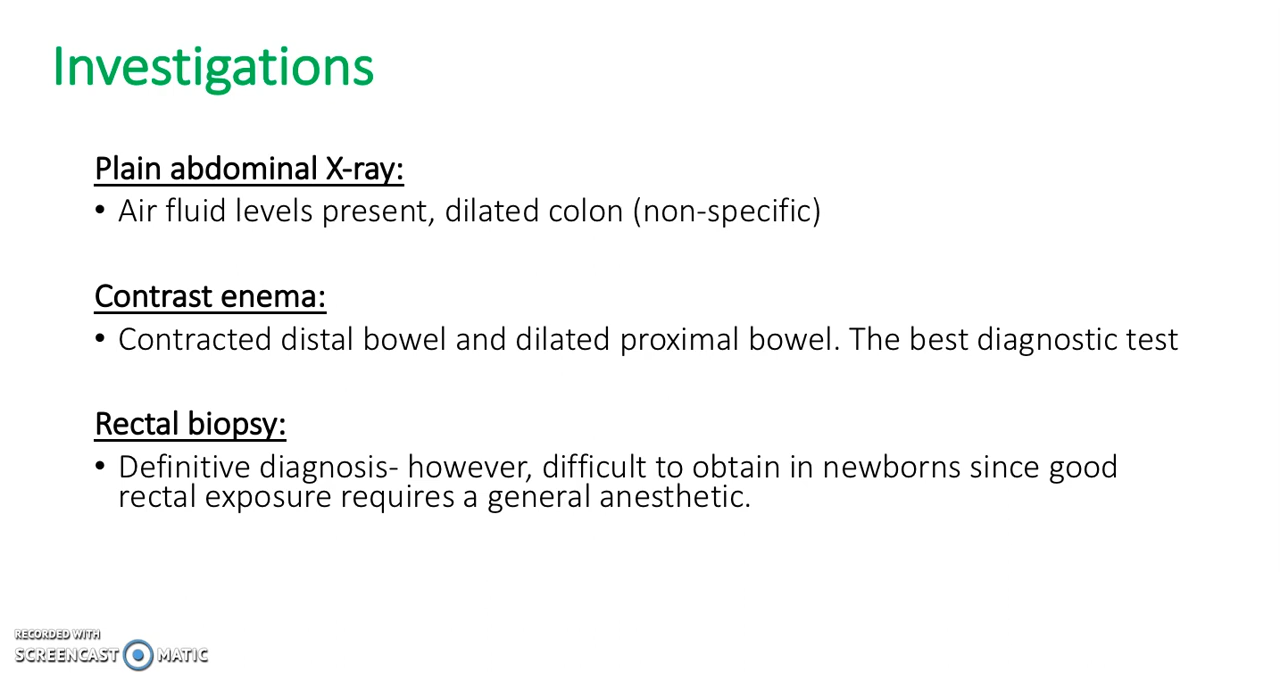 Investigations
Plain abdominal X-ray:
• Air fluid levels present, dilated colon (non-specific)
Contrast enema:
• Contracted distal bowel and dilated proximal bowel. The best diagnostic test
Rectal biopsy:
• Definitive diagnosis- however, difficult to obtain in newborns since good
rectal exposure requires a general anesthetic.
RECORDED WITH
SCREENCAST MATIC